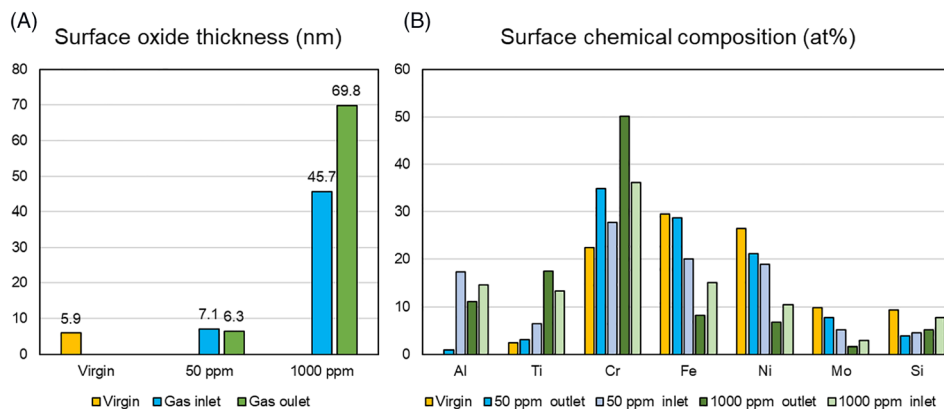 (A)
Surface oxide thickness (nm)
80
70
60
50
40
30
20
10
0
5.9
7.1
6.3
45.7
69.8
Virgin 50 ppm 1000 ppm
Virgin Gas inlet Gas oulet
(B)
Surface chemical composition (at%)
60
50
40
30
20
10
0
Al Ti Cr Fe Ni Mo Si
Virgin 50 ppm outlet 50 ppm inlet 1000 ppm outlet 1000 ppm inlet